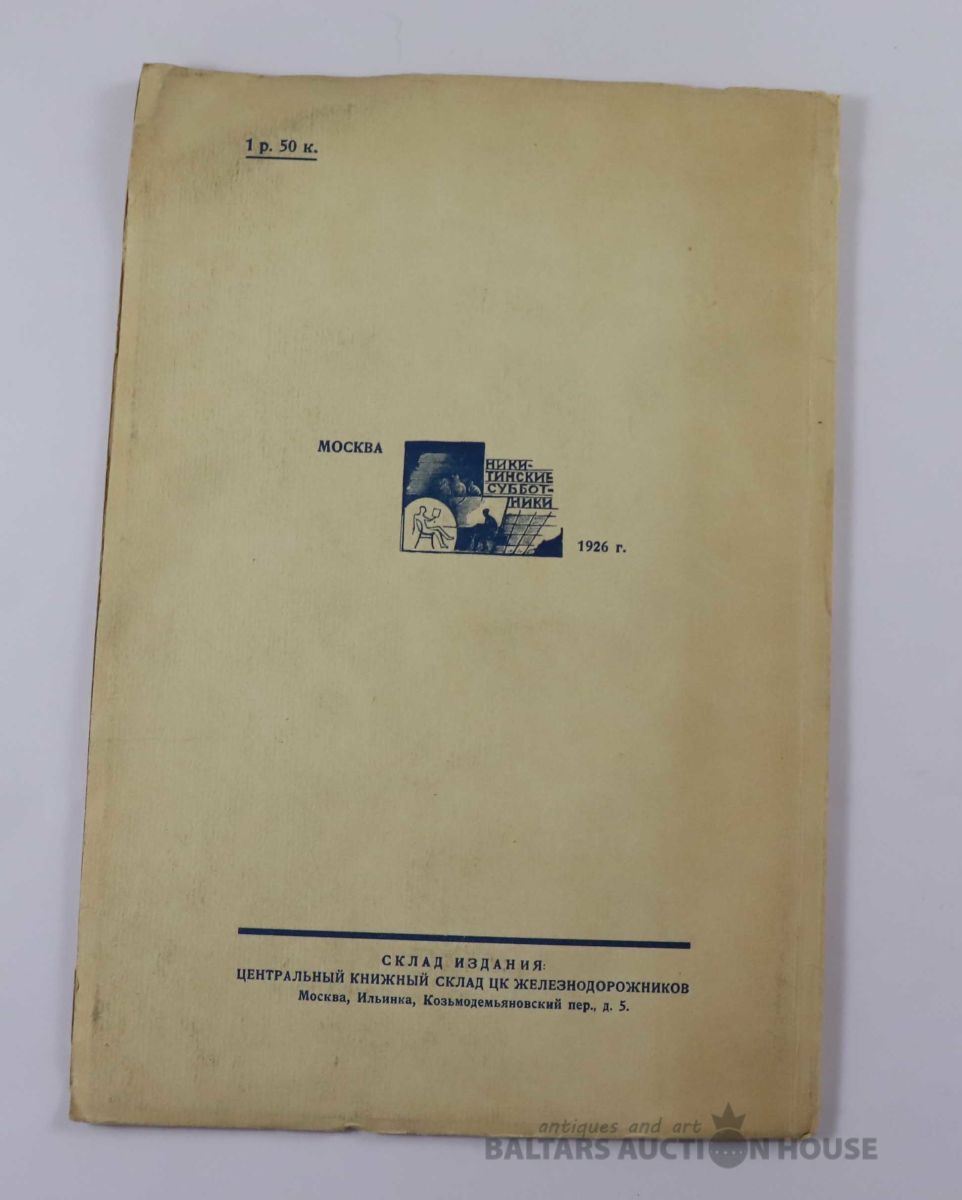 1 р. 50 к.
МОСКВА
НИКИ-
ТИНСКИЕ
СУББОТ-
НИКИ
1926 г.
СКЛАД ИЗДАНИЯ:
ЦЕНТРАЛЬНЫЙ КНИЖНЫЙ СКЛАД ЦК ЖЕЛЕЗНОДОРОЖНИКОВ
Москва, Ильинка, Козьмодемьяновский пер., д. 5.
antiques and art
BALTARS AUCTION HOUSE